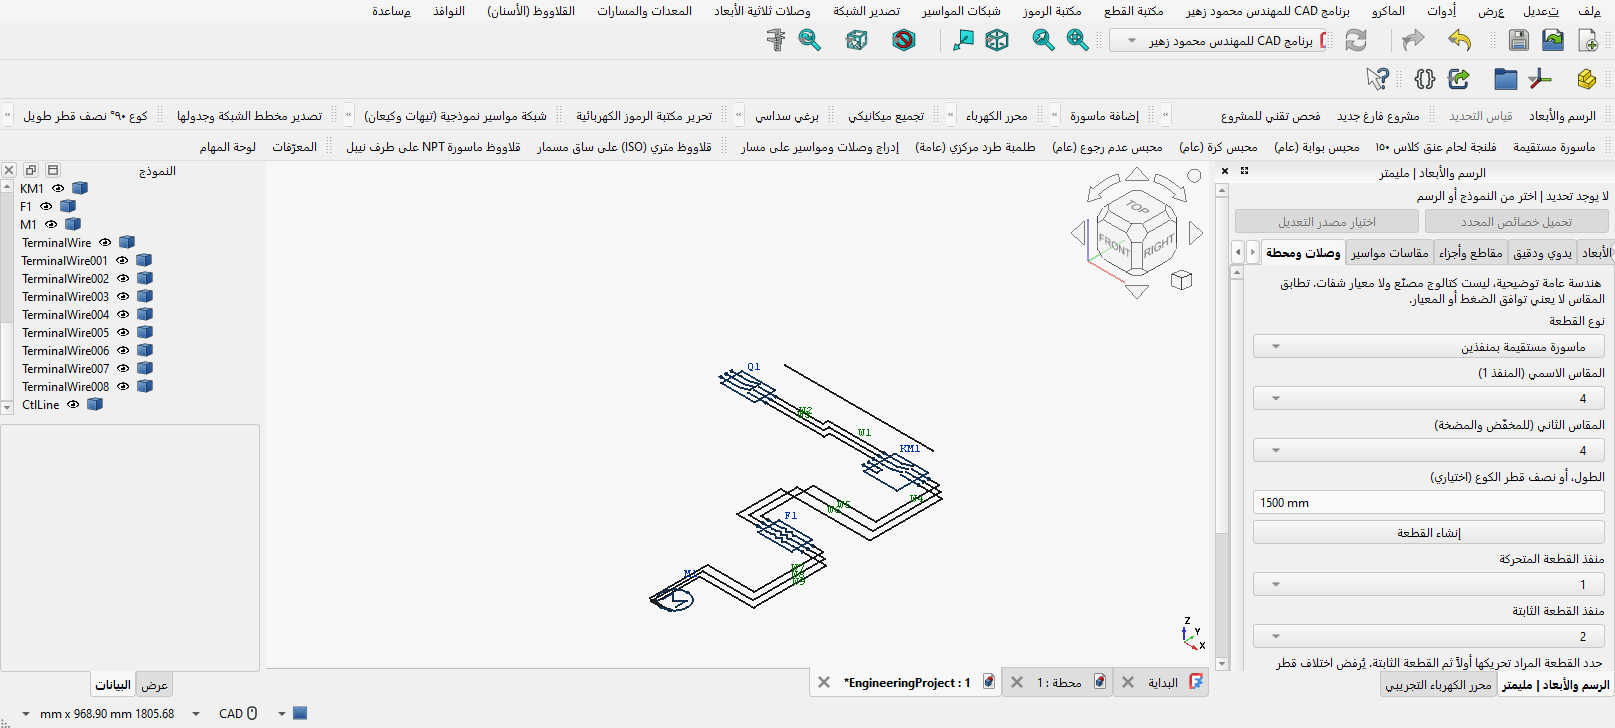 ملف
عرض
تعديل
أدوات
الماكرو
برنامج CAD للمهندس محمود زهير
مكتبة القطع
مكتبة الرموز
شبكات المواسير
تصدير الشبكة
وصلات ثلاثية الأبعاد
المعدات والمسارات
القلاووظ (الأسنان)
النوافذ
مساعدة
برنامج CAD للمهندس محمود زهير
الرسم والأبعاد
قياس التحديد
مشروع فارغ جديد
فحص تقني للمشروع
إضافة ماسورة
محرر الكهرباء
تجميع ميكانيكي
برغي سداسي
تحرير مكتبة الرموز الكهربائية
شبكة مواسير نموذجية (تيهات وكيعان)
تصدير مخطط الشبكة وجدولها
كوع ٩٠° نصف قطر طويل
ماسورة مستقيمة
فلنجة لحام عنق كلاس ١٥٠
محبس بوابة (عام)
محبس كرة (عام)
محبس عدم رجوع (عام)
طلمبة طرد مركزي (عامة)
إدراج وصلات ومواسير على مسار
قلاووظ متري (ISO) على ساق مسمار
قلاووظ ماسورة NPT على طرف نيبل
المعرّفات
لوحة المهام
النموذج
KM1
F1
M1
TerminalWire
TerminalWire001
TerminalWire002
TerminalWire003
TerminalWire004
TerminalWire005
TerminalWire006
TerminalWire007
TerminalWire008
CtlLine
عرض
البيانات
TOP
FRONT
RIGHT
Q1
W1
KM1
F1
Z
Y
X
الرسم والأبعاد | مليمتر
لا يوجد تحديد | اختر من النموذج أو الرسم
تحميل خصائص المحدد
اختيار مصدر التعديل
الأبعاد
يدوي ودقيق
مقاطع وأجزاء
مقاسات مواسير
وصلات ومحطة
هندسة عامة توضيحية، ليست كتالوج مصنّع ولا معيار شفات. تطابق
المقاس لا يعني توافق الضغط أو المعيار.
نوع القطعة
ماسورة مستقيمة بمنفذين
المقاس الاسمي (المنفذ 1)
4
المقاس الثاني (للمخفّض والمضخة)
4
الطول، أو نصف قطر الكوع (اختياري)
1500 mm
إنشاء القطعة
منفذ القطعة المتحركة
1
منفذ القطعة الثابتة
2
حدد القطعة المراد تحريكها أولاً ثم القطعة الثابتة. يُرفض اختلاف قطر
الرسم والأبعاد | مليمتر
محرر الكهرباء التجريبي
البداية
محطة : 1
EngineeringProject : 1*
mm x 968.90 mm 1805.68
CAD